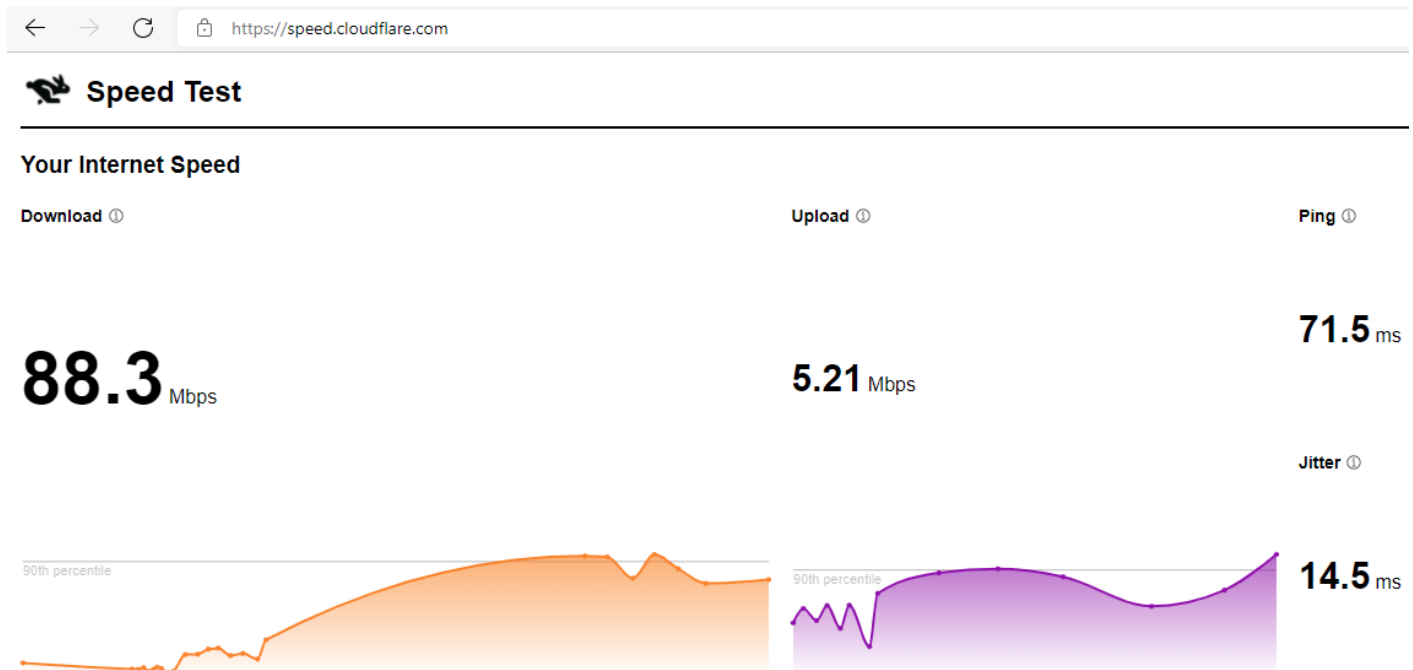 https://speed.cloudflare.com
Speed Test
Your Internet Speed
Download
Upload
Ping
88.3 Mbps
5.21 Mbps
71.5 ms
Jitter
14.5 ms
90th percentile
90th percentile